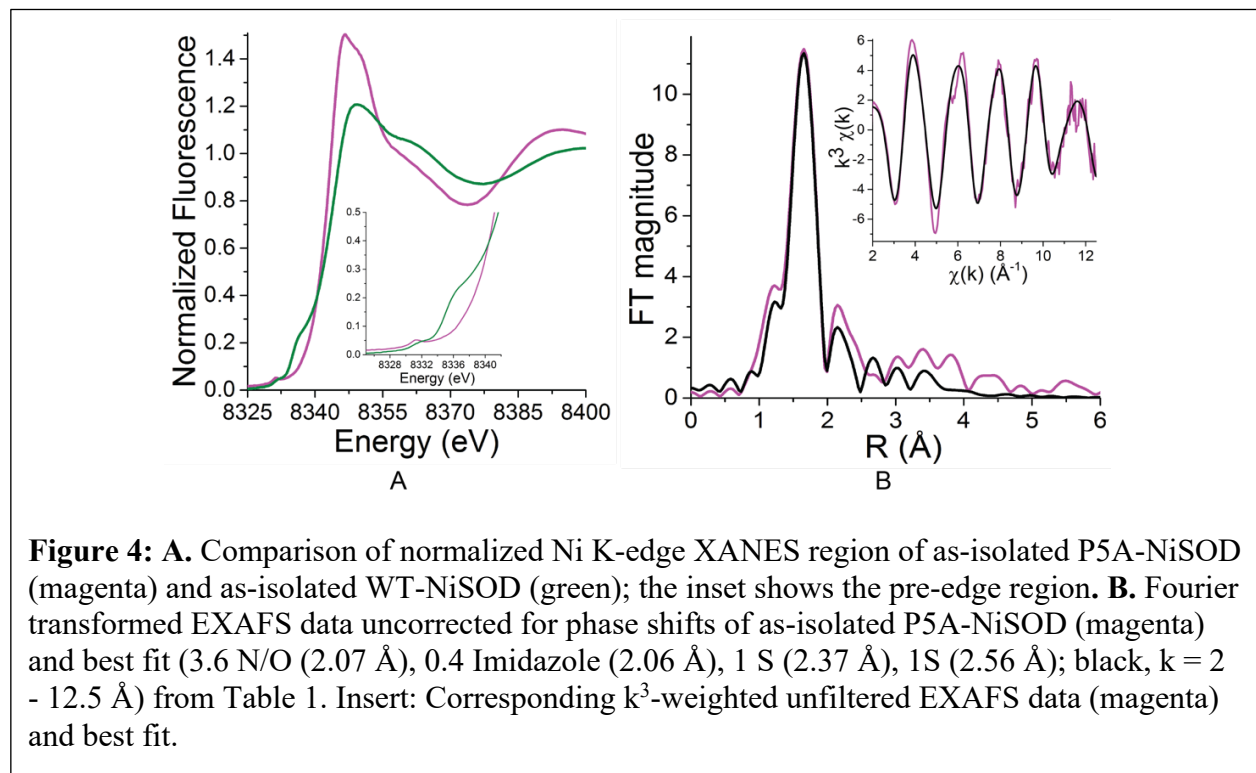 1.4
1.2
1.0
0.8
0.6
0.4
0.2
0.0
Normalized Fluorescence
8325 8340 8355 8370 8385 8400
Energy (eV)
0.5
0.4
0.3
0.2
0.1
0.0
8328 8332 8336 8340
Energy (eV)
A
10
8
6
4
2
0
FT magnitude
0 1 2 3 4 5 6
R (Å)
6
4
2
0
-2
-4
-6
k³ χ(k)
2 4 6 8 10 12
χ(k) (Å⁻¹)
B
Figure 4: A. Comparison of normalized Ni K-edge XANES region of as-isolated P5A-NiSOD
(magenta) and as-isolated WT-NiSOD (green); the inset shows the pre-edge region. B. Fourier
transformed EXAFS data uncorrected for phase shifts of as-isolated P5A-NiSOD (magenta)
and best fit (3.6 N/O (2.07 Å), 0.4 Imidazole (2.06 Å), 1 S (2.37 Å), 1S (2.56 Å; black, k = 2
- 12.5 Å) from Table 1. Insert: Corresponding k³-weighted unfiltered EXAFS data (magenta)
and best fit.